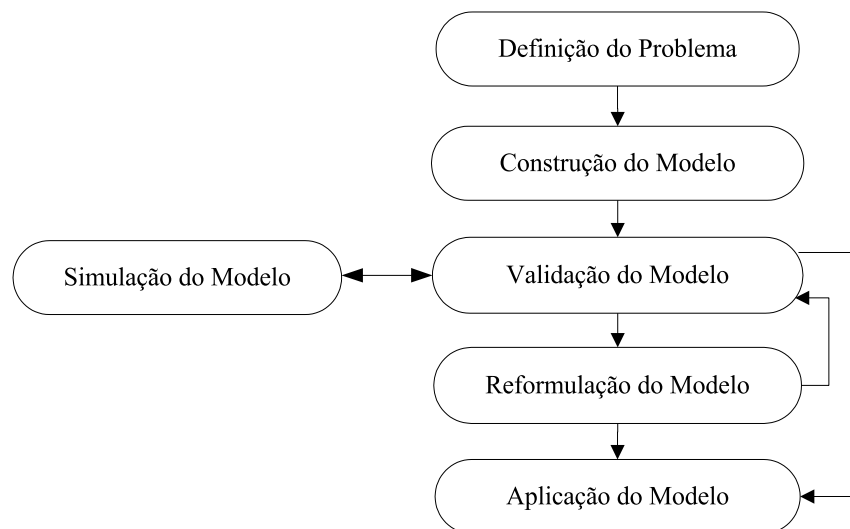 Definição do Problema
Construção do Modelo
Simulação do Modelo
Validação do Modelo
Reformulação do Modelo
Aplicação do Modelo